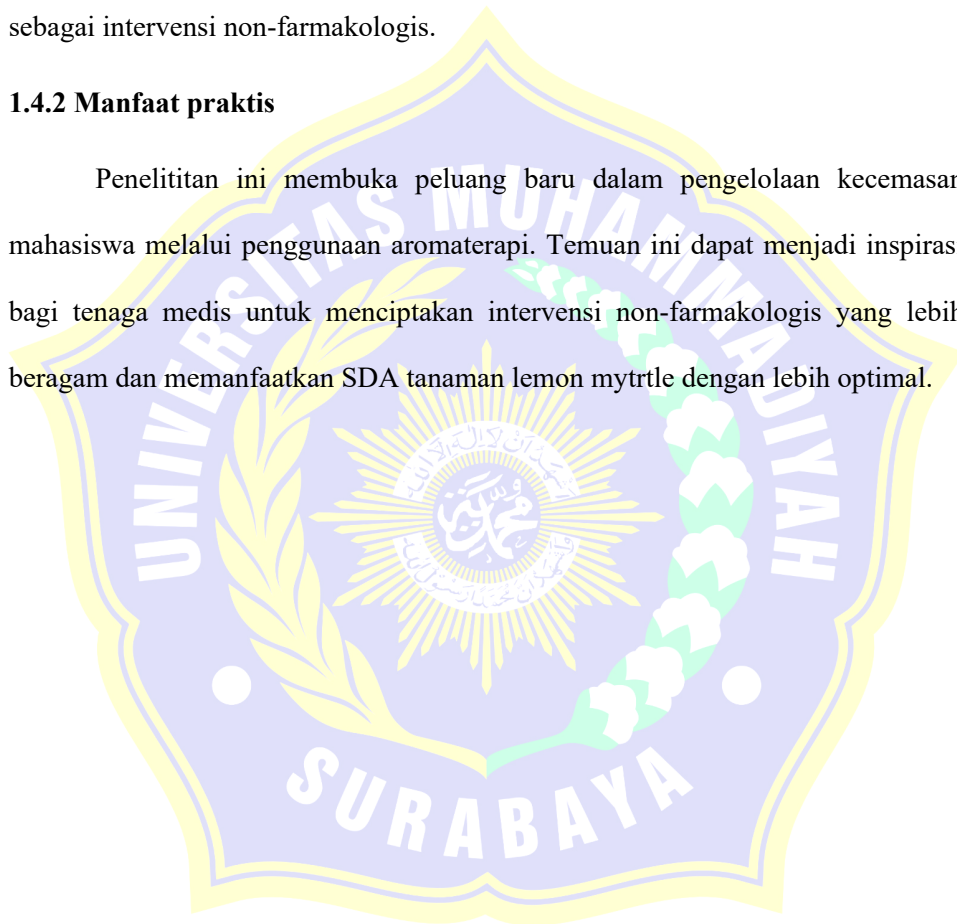 sebagai intervensi non-farmakologis.
1.4.2 Manfaat praktis
Penelititan ini membuka peluang baru dalam pengelolaan kecemasan
mahasiswa melalui penggunaan aromaterapi. Temuan ini dapat menjadi inspiras
bagi tenaga medis untuk menciptakan intervensi non-farmakologis yang lebih
beragam dan memanfaatkan SDA tanaman lemon mytrtle dengan lebih optimal.
UNIVERSITAS MUHAMMADIYAH
SURABAYA